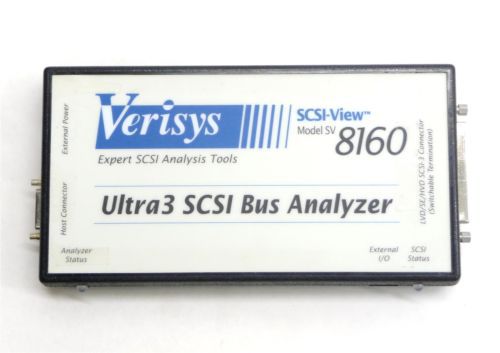 Verisys
SCSI-View™
Model SV 8160
Expert SCSI Analysis Tools
Ultra3 SCSI Bus Analyzer
External Power
Host Connector
Analyzer
Status
LVD/SE/HVD SCSI-3 Connector
(Switchable Termination)
External
I/O
SCSI
Status